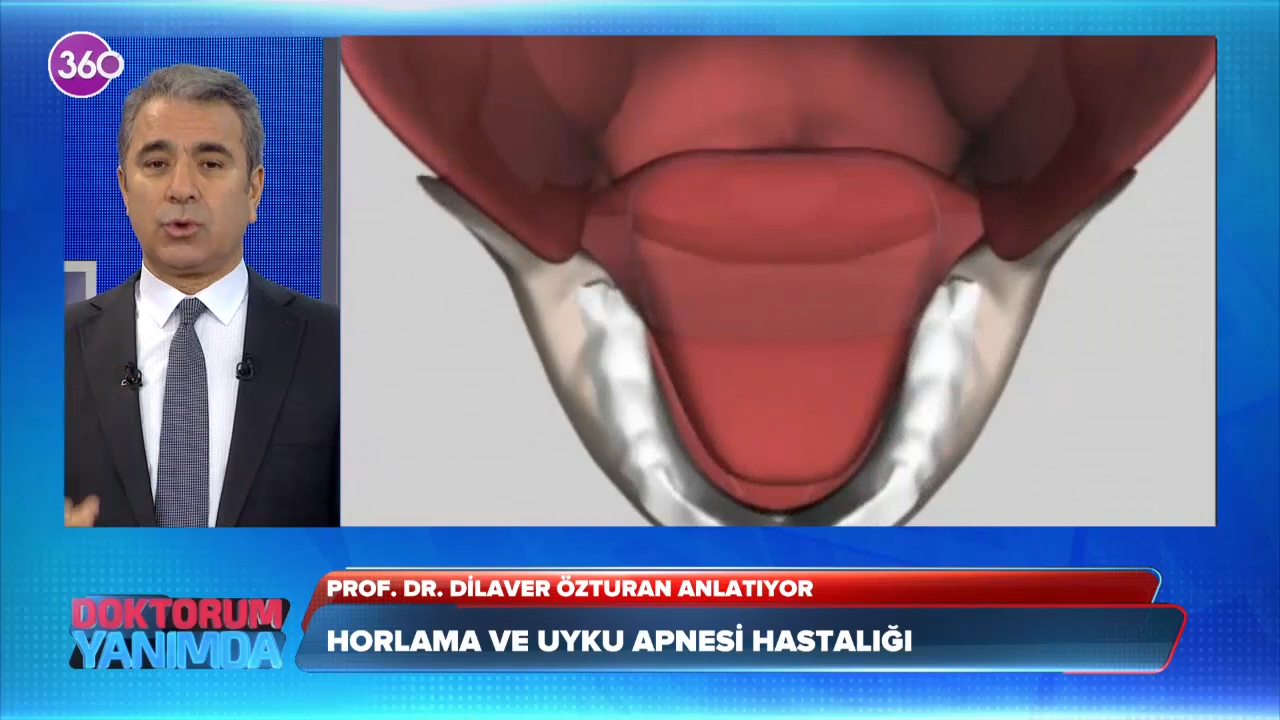 360
PROF. DR. DİLAVER ÖZTURAN ANLATIYOR
DOKTORUM
YANIMDA
HORLAMA VE UYKU APNESİ HASTALIĞI